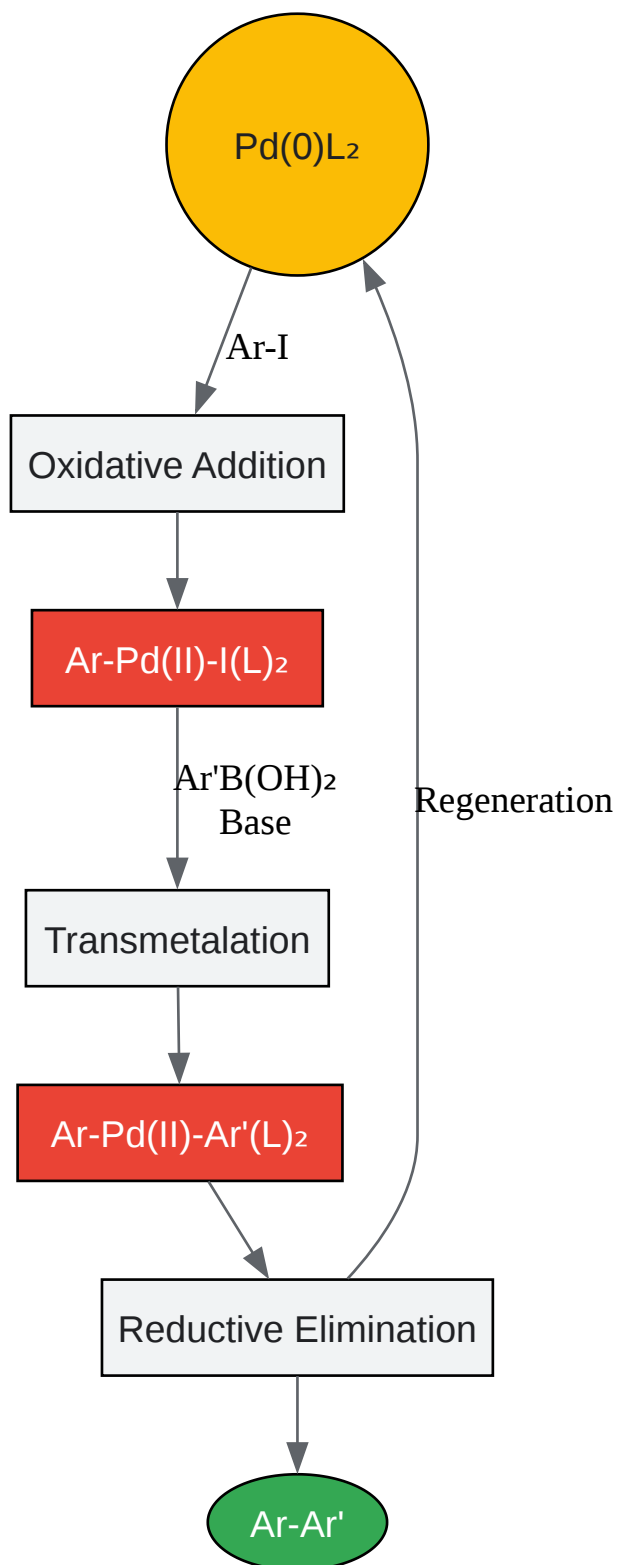 Pd(0)L₂
Ar-I
Oxidative Addition
Ar-Pd(II)-I(L)₂
Ar'B(OH)₂
Base
Regeneration
Transmetalation
Ar-Pd(II)-Ar'(L)₂
Reductive Elimination
Ar-Ar'